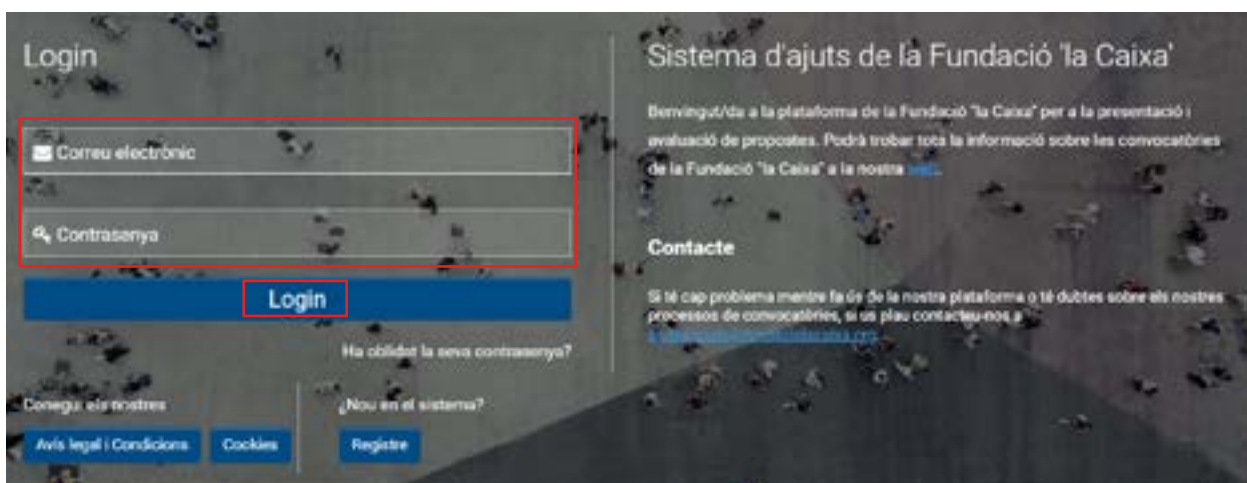 Login
Correu electrònic
Contrasenya
Login
Ha oblidat la seva contrasenya?
Conegui els nostres
Avís legal i Condicions
Cookies
¿Nou en el sistema?
Registre
Sistema d'ajuts de la Fundació 'la Caixa'
Benvingut/da a la plataforma de la Fundació "la Caixa" per a la presentació i
avaluació de propostes. Podrà trobar tota la informació sobre les convocatòries
de la Fundació "la Caixa" a la nostra
Contacte
Si té cap problema mentre fa ús de la nostra plataforma o té dubtes sobre els nostres
processos de convocatòries, si us plau contacteu-nos a